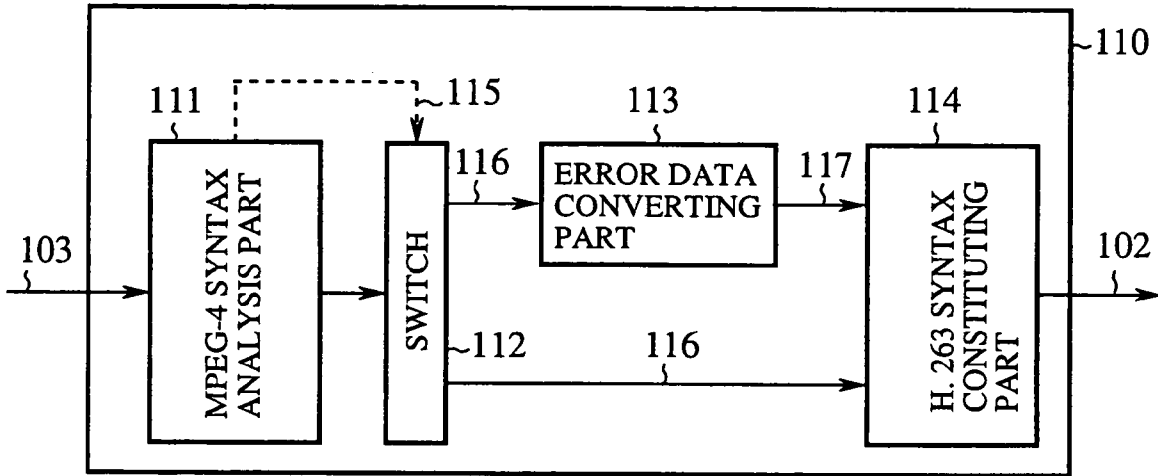 110
111
115
113
114
116
ERROR DATA
CONVERTING
PART
117
103
MPEG-4 SYNTAX
ANALYSIS PART
SWITCH
112
116
H. 263 SYNTAX
CONSTITUTING
PART
102